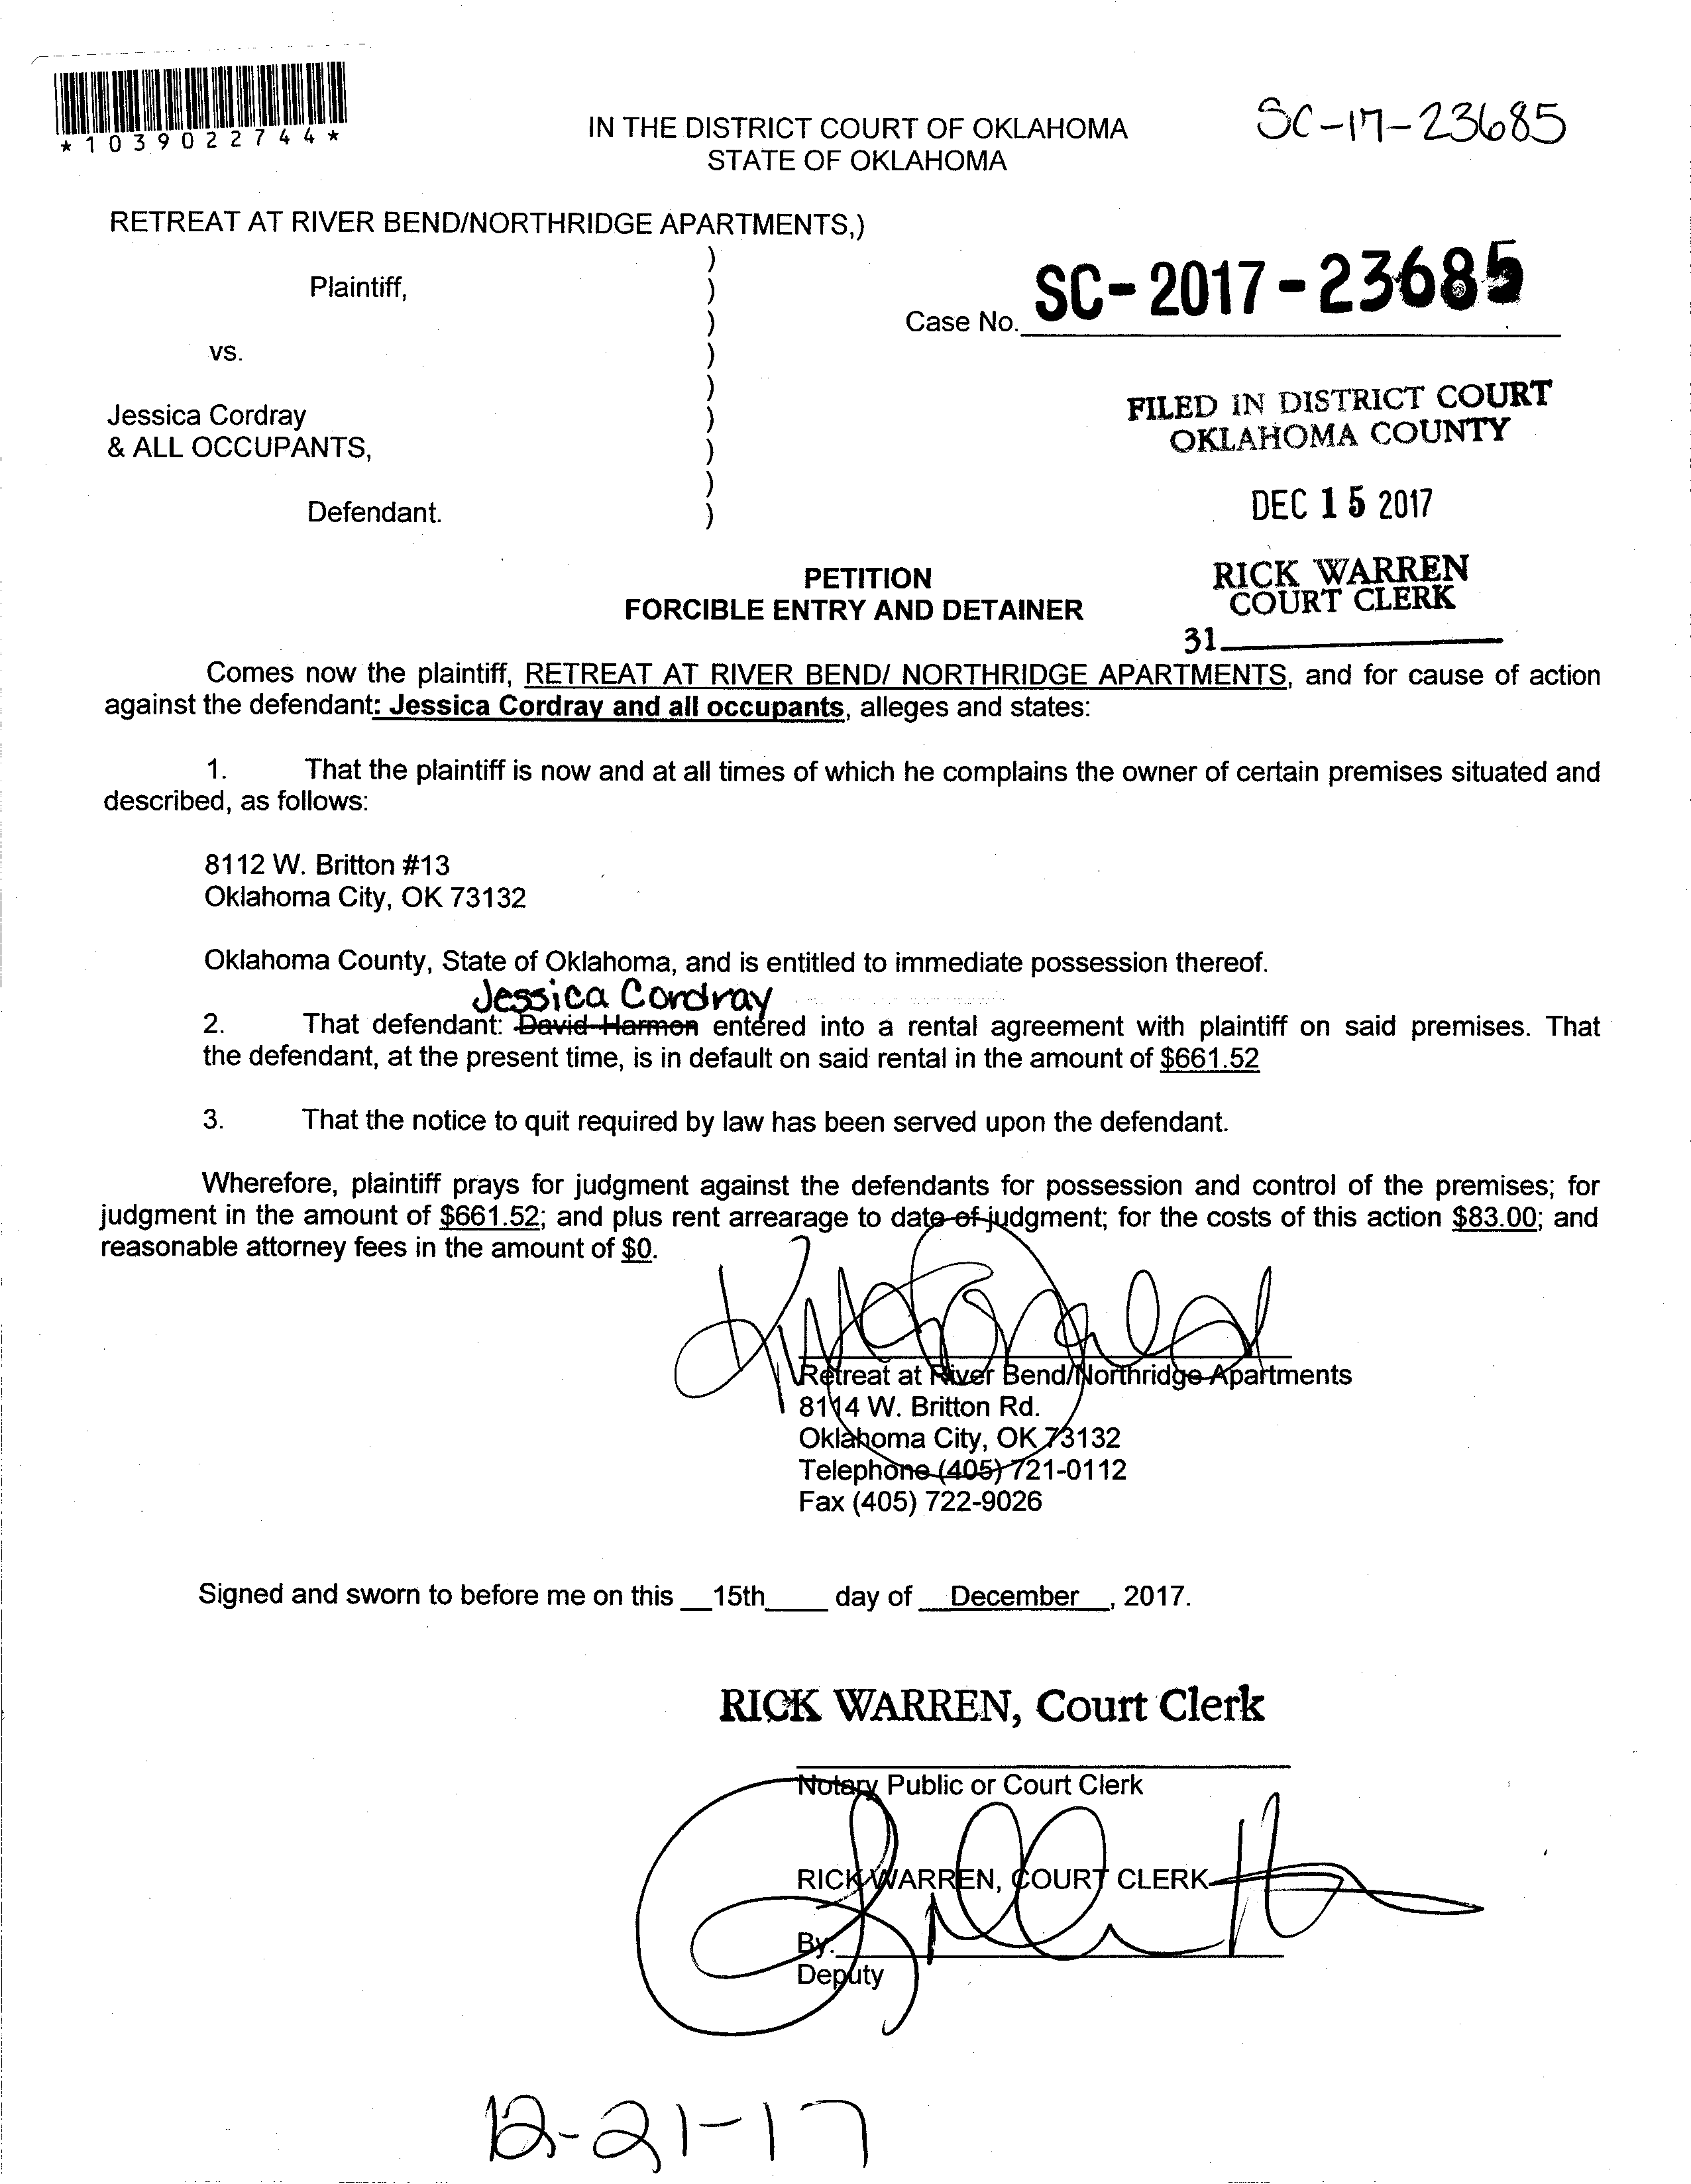 *1039022744*
SC-17-23685
IN THE DISTRICT COURT OF OKLAHOMA
STATE OF OKLAHOMA
RETREAT AT RIVER BEND/NORTHRIDGE APARTMENTS,)
)
Plaintiff, )
)
Case No. SC-2017-23685
vs. )
)
Jessica Cordray )
& ALL OCCUPANTS, )
)
Defendant. )
FILED IN DISTRICT COURT
OKLAHOMA COUNTY
DEC 15 2017
RICK WARREN
COURT CLERK
31
PETITION
FORCIBLE ENTRY AND DETAINER
Comes now the plaintiff, RETREAT AT RIVER BEND/ NORTHRIDGE APARTMENTS, and for cause of action
against the defendant: Jessica Cordray and all occupants, alleges and states:
1. That the plaintiff is now and at all times of which he complains the owner of certain premises situated and
described, as follows:
8112 W. Britton #13
Oklahoma City, OK 73132
Oklahoma County, State of Oklahoma, and is entitled to immediate possession thereof.
Jessica Cordray
2. That defendant: David Harmon entered into a rental agreement with plaintiff on said premises. That
the defendant, at the present time, is in default on said rental in the amount of $661.52
3. That the notice to quit required by law has been served upon the defendant.
Wherefore, plaintiff prays for judgment against the defendants for possession and control of the premises; for
judgment in the amount of $661.52; and plus rent arrearage to date of judgment; for the costs of this action $83.00; and
reasonable attorney fees in the amount of $0.
Retreat at River Bend/Northridge Apartments
8114 W. Britton Rd.
Oklahoma City, OK 73132
Telephone (405) 721-0112
Fax (405) 722-9026
Signed and sworn to before me on this __15th____ day of __December__, 2017.
RICK WARREN, Court Clerk
Notary Public or Court Clerk
RICK WARREN, COURT CLERK
By:
Deputy
12-21-17